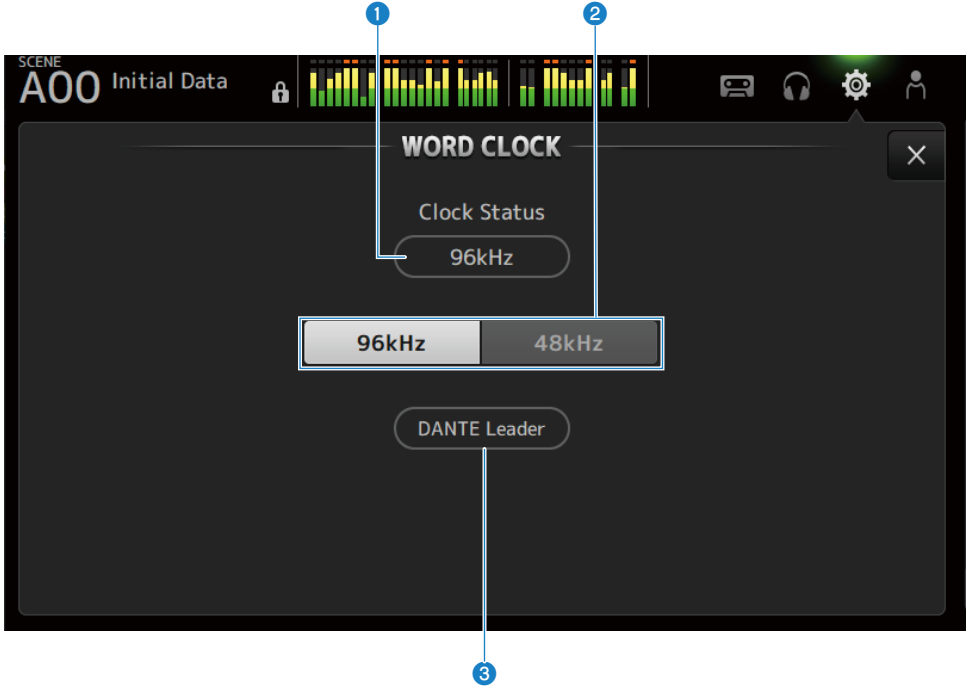 1 2
SCENE
A00 Initial Data
WORD CLOCK
Clock Status
96kHz
96kHz 48kHz
DANTE Leader
3